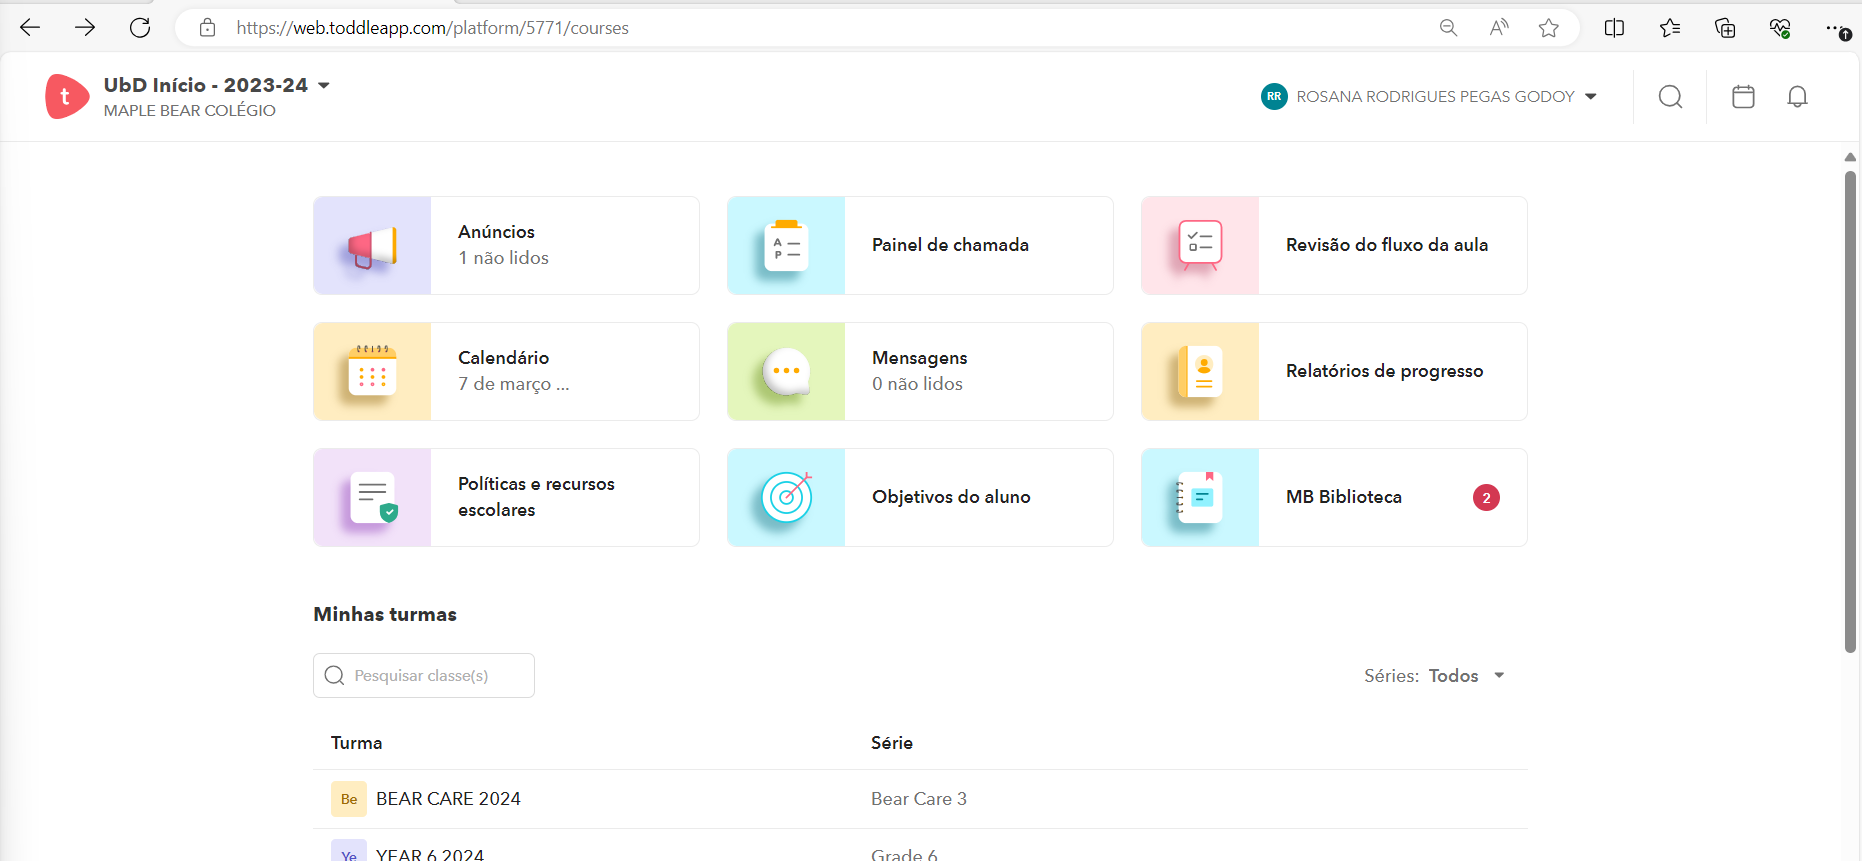 https://web.toddleapp.com/platform/5771/courses
t
UbD Início - 2023-24
MAPLE BEAR COLÉGIO
RR
ROSANA RODRIGUES PEGAS GODOY
Anúncios
1 não lidos
A
P
Painel de chamada
Revisão do fluxo da aula
Calendário
7 de março ...
Mensagens
0 não lidos
Relatórios de progresso
Políticas e recursos
escolares
Objetivos do aluno
MB Biblioteca
2
Minhas turmas
Pesquisar classe(s)
Séries: Todos
Turma Série
Be BEAR CARE 2024 Bear Care 3
Ye YEAR 6 2024 Grade 6